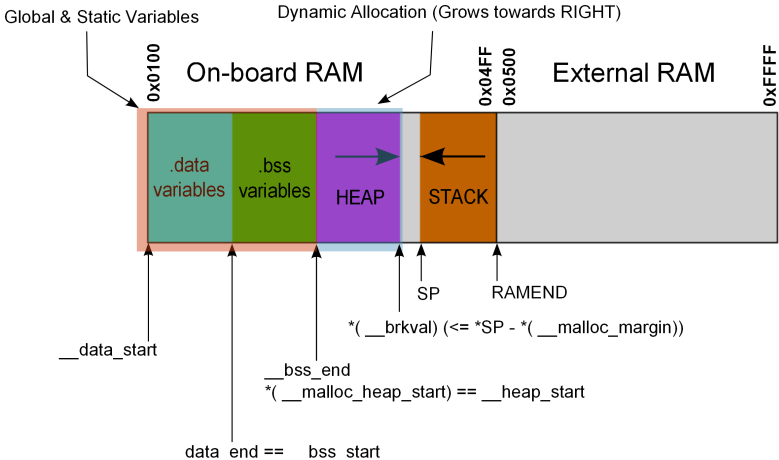 Global & Static Variables
Dynamic Allocation (Grows towards RIGHT)
0x0100
On-board RAM
0x04FF
0x0500
External RAM
0xFFFF
.data
variables
.bss
variables
HEAP
STACK
SP
RAMEND
*( __brkval) (<= *SP - *( __malloc_margin))
__data_start
__bss_end
*( __malloc_heap_start) == __heap_start
data end == bss start